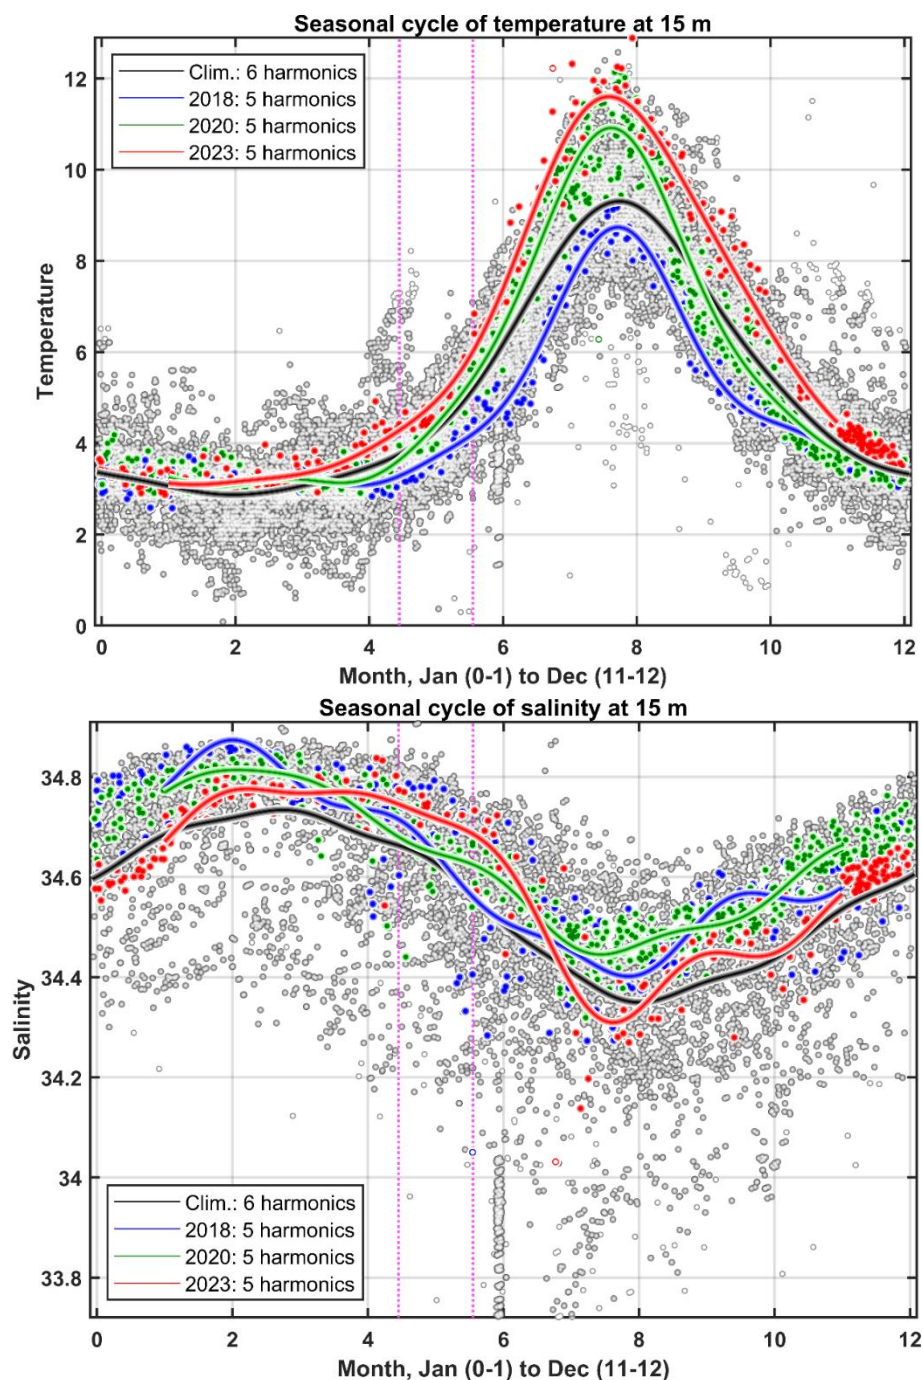 Seasonal cycle of temperature at 15 m
Clim.: 6 harmonics
2018: 5 harmonics
2020: 5 harmonics
2023: 5 harmonics
12
10
8
6
4
2
0
Temperature
0 2 4 6 8 10 12
Month, Jan (0-1) to Dec (11-12)
Seasonal cycle of salinity at 15 m
34.8
34.6
34.4
34.2
34
33.8
Salinity
Clim.: 6 harmonics
2018: 5 harmonics
2020: 5 harmonics
2023: 5 harmonics
0 2 4 6 8 10 12
Month, Jan (0-1) to Dec (11-12)